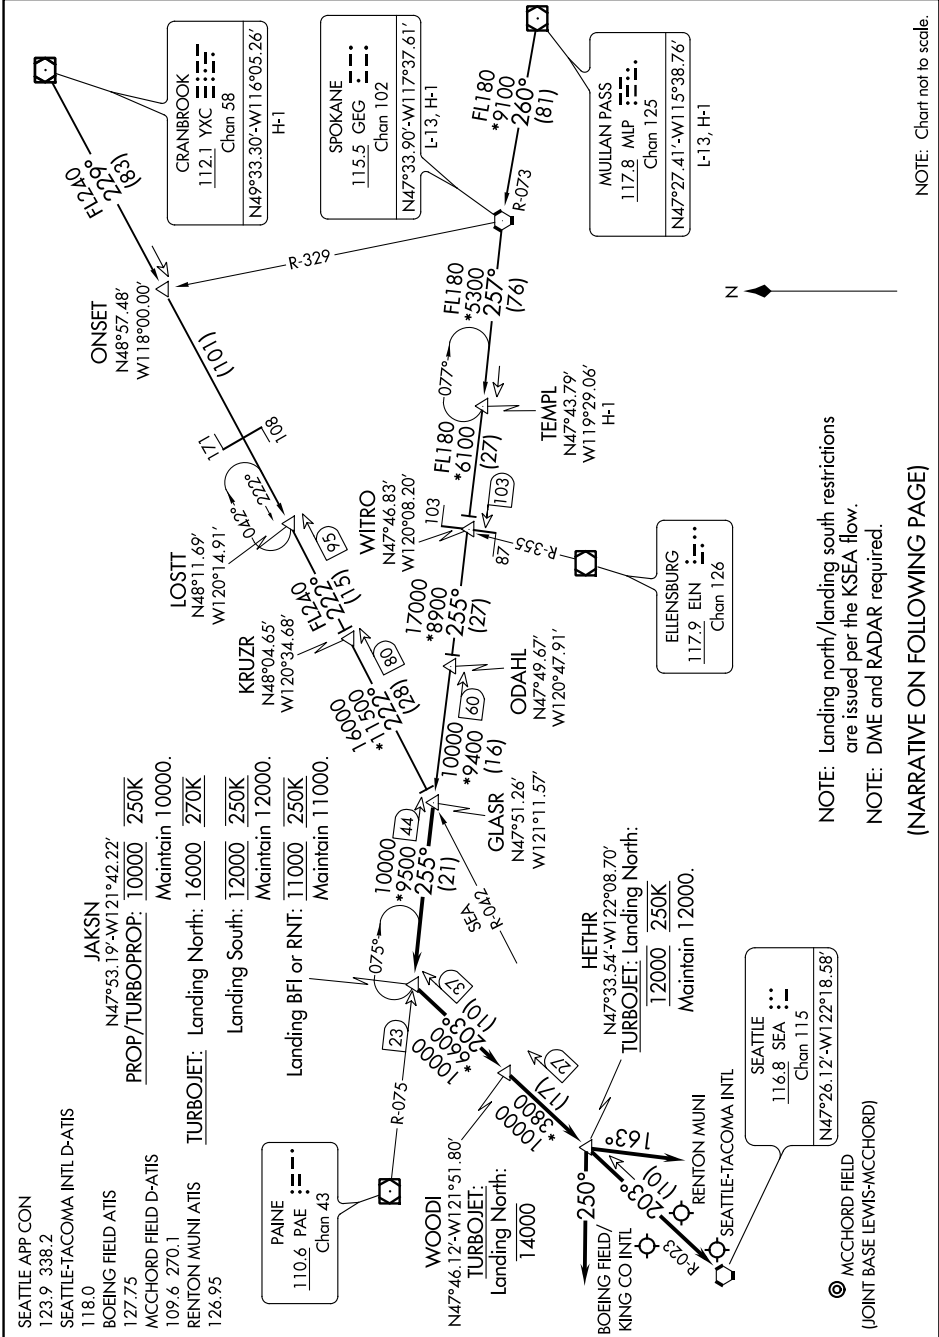 SEATTLE APP CON
123.9 338.2
SEATTLE-TACOMA INTL D-ATIS
118.0
BOEING FIELD ATIS
127.75
MCCHORD FIELD D-ATIS
109.6 270.1
RENTON MUNI ATIS
126.95
JAKSN
N47°53.19'-W121°42.22'
PROP/TURBOPROP: 10000 250K
Maintain 10000.
TURBOJET: Landing North: 16000 270K
Landing South: 12000 250K
Maintain 12000.
Landing BFI or RNT: 11000 250K
Maintain 11000.
KRUZR
N48°04.65'
W120°34.68'
LOSTT
N48°11.69'
W120°14.91'
ONSET
N48°57.48'
W118°00.00'
CRANBROOK
112.1 YXC
Chan 58
N49°33.30'-W116°05.26'
H-1
FL240
229°
(83)
(101)
171
108
042°
222°
95
FL240
222°
(15)
80
16000
*11500
222°
(28)
R-329
SPOKANE
115.5 GEG
Chan 102
N47°33.90'-W117°37.61'
L-13, H-1
FL180
*9100
260°
(81)
R-073
MULLAN PASS
117.8 MLP
Chan 125
N47°27.41'-W115°38.76'
L-13, H-1
FL180
*5300
257°
(76)
077°
TEMPL
N47°43.79'
W119°29.06'
H-1
FL180
*6100
(27)
103
WITRO
N47°46.83'
W120°08.20'
103
87
R-355
ELLENSBURG
117.9 ELN
Chan 126
17000
*8900
255°
(27)
ODAHL
N47°49.67'
W120°47.91'
60
10000
*9400
(16)
GLASR
N47°51.26'
W121°11.57'
44
SEA
R-042
10000
*9500
255°
(21)
075°
PAINE
110.6 PAE
Chan 43
R-075
23
37
10000
*6600
203°
(10)
WOODI
N47°46.12'-W121°51.80'
TURBOJET:
Landing North:
14000
27
10000
*3800
(17)
HETHR
N47°33.54'-W122°08.70'
TURBOJET: Landing North:
12000 250K
Maintain 12000.
250°
163°
203°
(10)
R-023
BOEING FIELD/
KING CO INTL
RENTON MUNI
SEATTLE-TACOMA INTL
SEATTLE
116.8 SEA
Chan 115
N47°26.12'-W122°18.58'
MCCHORD FIELD
(JOINT BASE LEWIS-MCCHORD)
N
NOTE: Landing north/landing south restrictions
are issued per the KSEA flow.
NOTE: DME and RADAR required.
(NARRATIVE ON FOLLOWING PAGE)
NOTE: Chart not to scale.